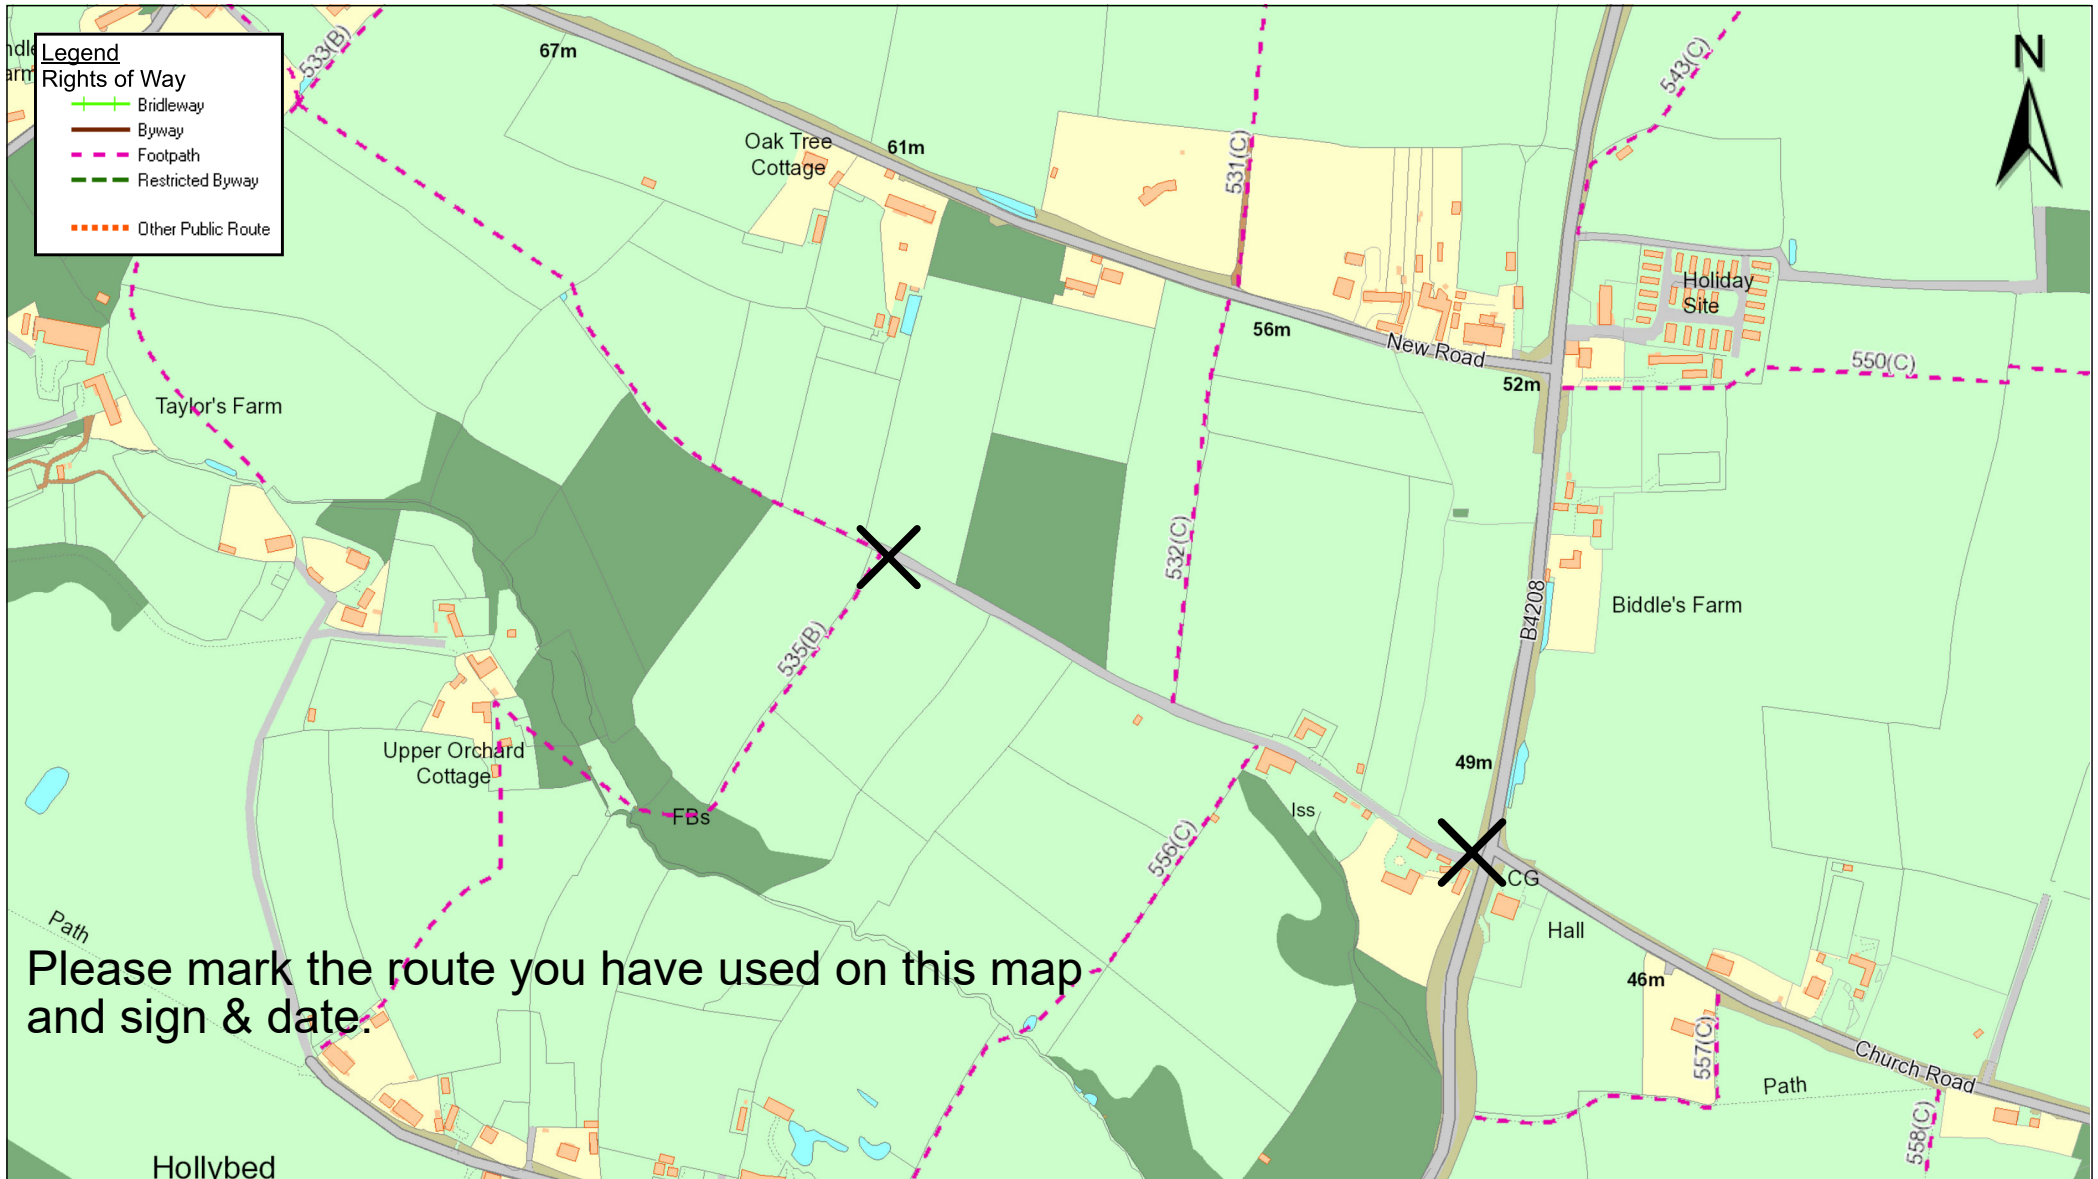 Legend
Rights of Way
Bridleway
Byway
Footpath
Restricted Byway
Other Public Route
533(B)
67m
543(C)
N
Oak Tree
Cottage
61m
531(C)
Holiday
Site
56m
New Road
52m
550(C)
Taylor's Farm
532(C)
B4208
Biddle's Farm
535(B)
Upper Orchard
Cottage
FBs
49m
Iss
556(C)
CG
Hall
Path
46m
Please mark the route you have used on this map
and sign & date.
557(C)
Church Road
Path
558(C)
Hollybed